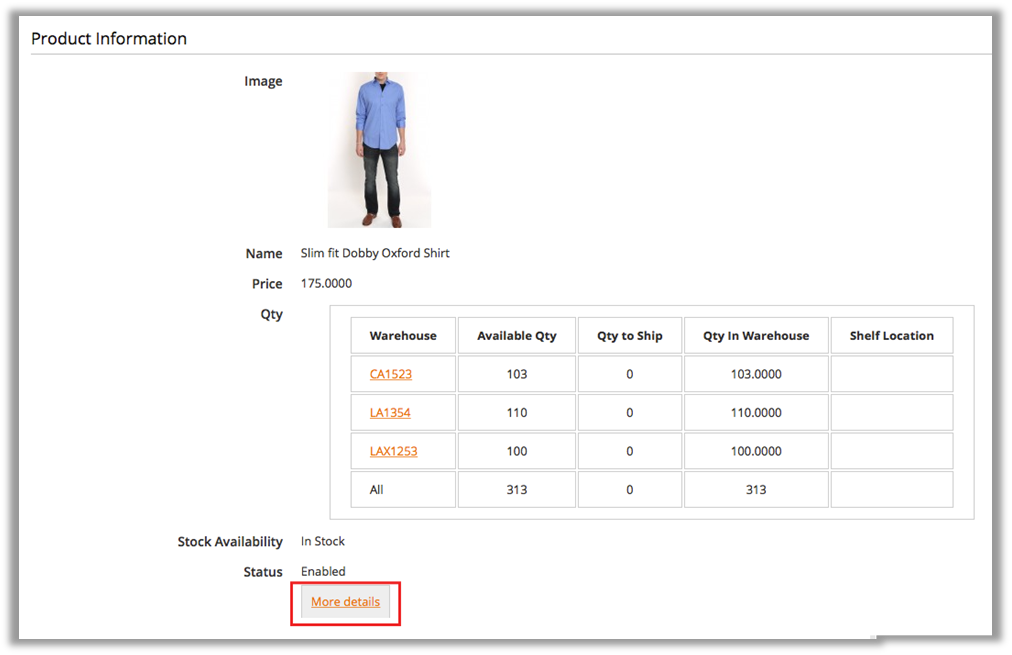 Product Information
Image
Name Slim fit Dobby Oxford Shirt
Price 175.0000
Qty
Warehouse Available Qty Qty to Ship Qty In Warehouse Shelf Location
CA1523 103 0 103.0000
LA1354 110 0 110.0000
LAX1253 100 0 100.0000
All 313 0 313
Stock Availability In Stock
Status Enabled
More details